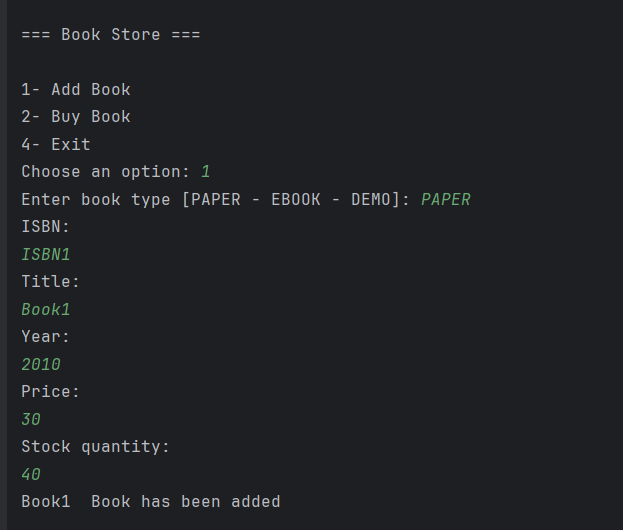 === Book Store ===
1- Add Book
2- Buy Book
4- Exit
Choose an option: 1
Enter book type [PAPER - EBOOK - DEMO]: PAPER
ISBN:
ISBN1
Title:
Book1
Year:
2010
Price:
30
Stock quantity:
40
Book1  Book has been added